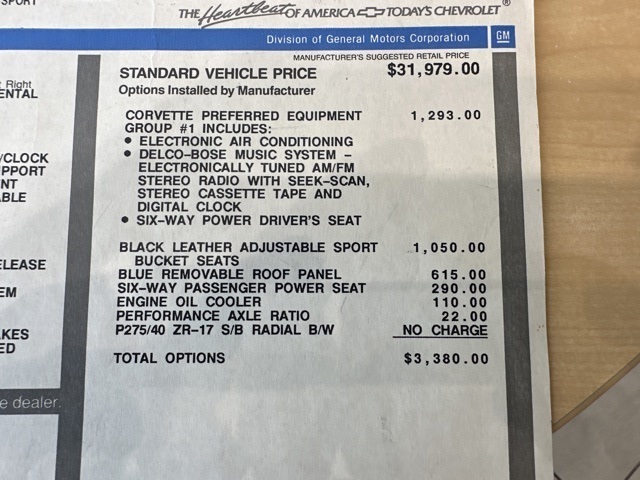 SPORT
THE Heartbeat OF AMERICA TODAY'S CHEVROLET®
Division of General Motors Corporation GM
MANUFACTURER'S SUGGESTED RETAIL PRICE
STANDARD VEHICLE PRICE $31,979.00
Options Installed by Manufacturer
CORVETTE PREFERRED EQUIPMENT 1,293.00
GROUP #1 INCLUDES:
• ELECTRONIC AIR CONDITIONING
• DELCO-BOSE MUSIC SYSTEM –
ELECTRONICALLY TUNED AM/FM
STEREO RADIO WITH SEEK-SCAN,
STEREO CASSETTE TAPE AND
DIGITAL CLOCK
• SIX-WAY POWER DRIVER'S SEAT
BLACK LEATHER ADJUSTABLE SPORT 1,050.00
BUCKET SEATS
BLUE REMOVABLE ROOF PANEL 615.00
SIX-WAY PASSENGER POWER SEAT 290.00
ENGINE OIL COOLER 110.00
PERFORMANCE AXLE RATIO 22.00
P275/40 ZR-17 S/B RADIAL B/W NO CHARGE
TOTAL OPTIONS $3,380.00
t Right
ENTAL
/CLOCK
PPORT
NT
BLE
ELEASE
EM
KES
ED
e dealer.